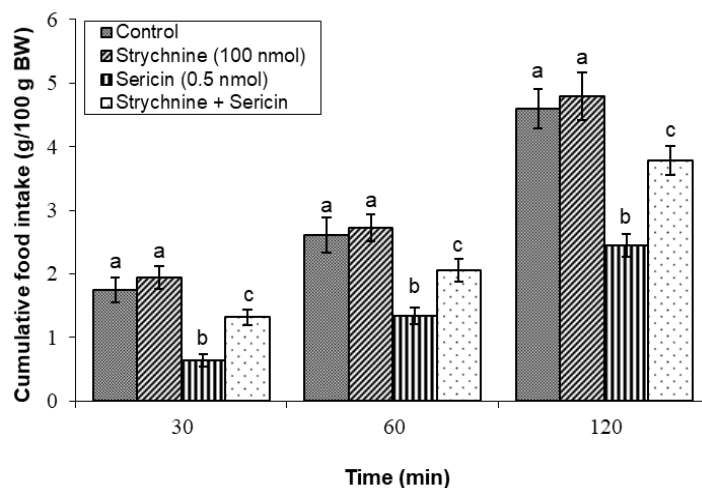 Cumulative food intake (g/100 g BW)
6
5
4
3
2
1
0
Control
Strychnine (100 nmol)
Sericin (0.5 nmol)
Strychnine + Sericin
a
a
b
c
a
a
b
c
a
a
b
c
30
60
120
Time (min)